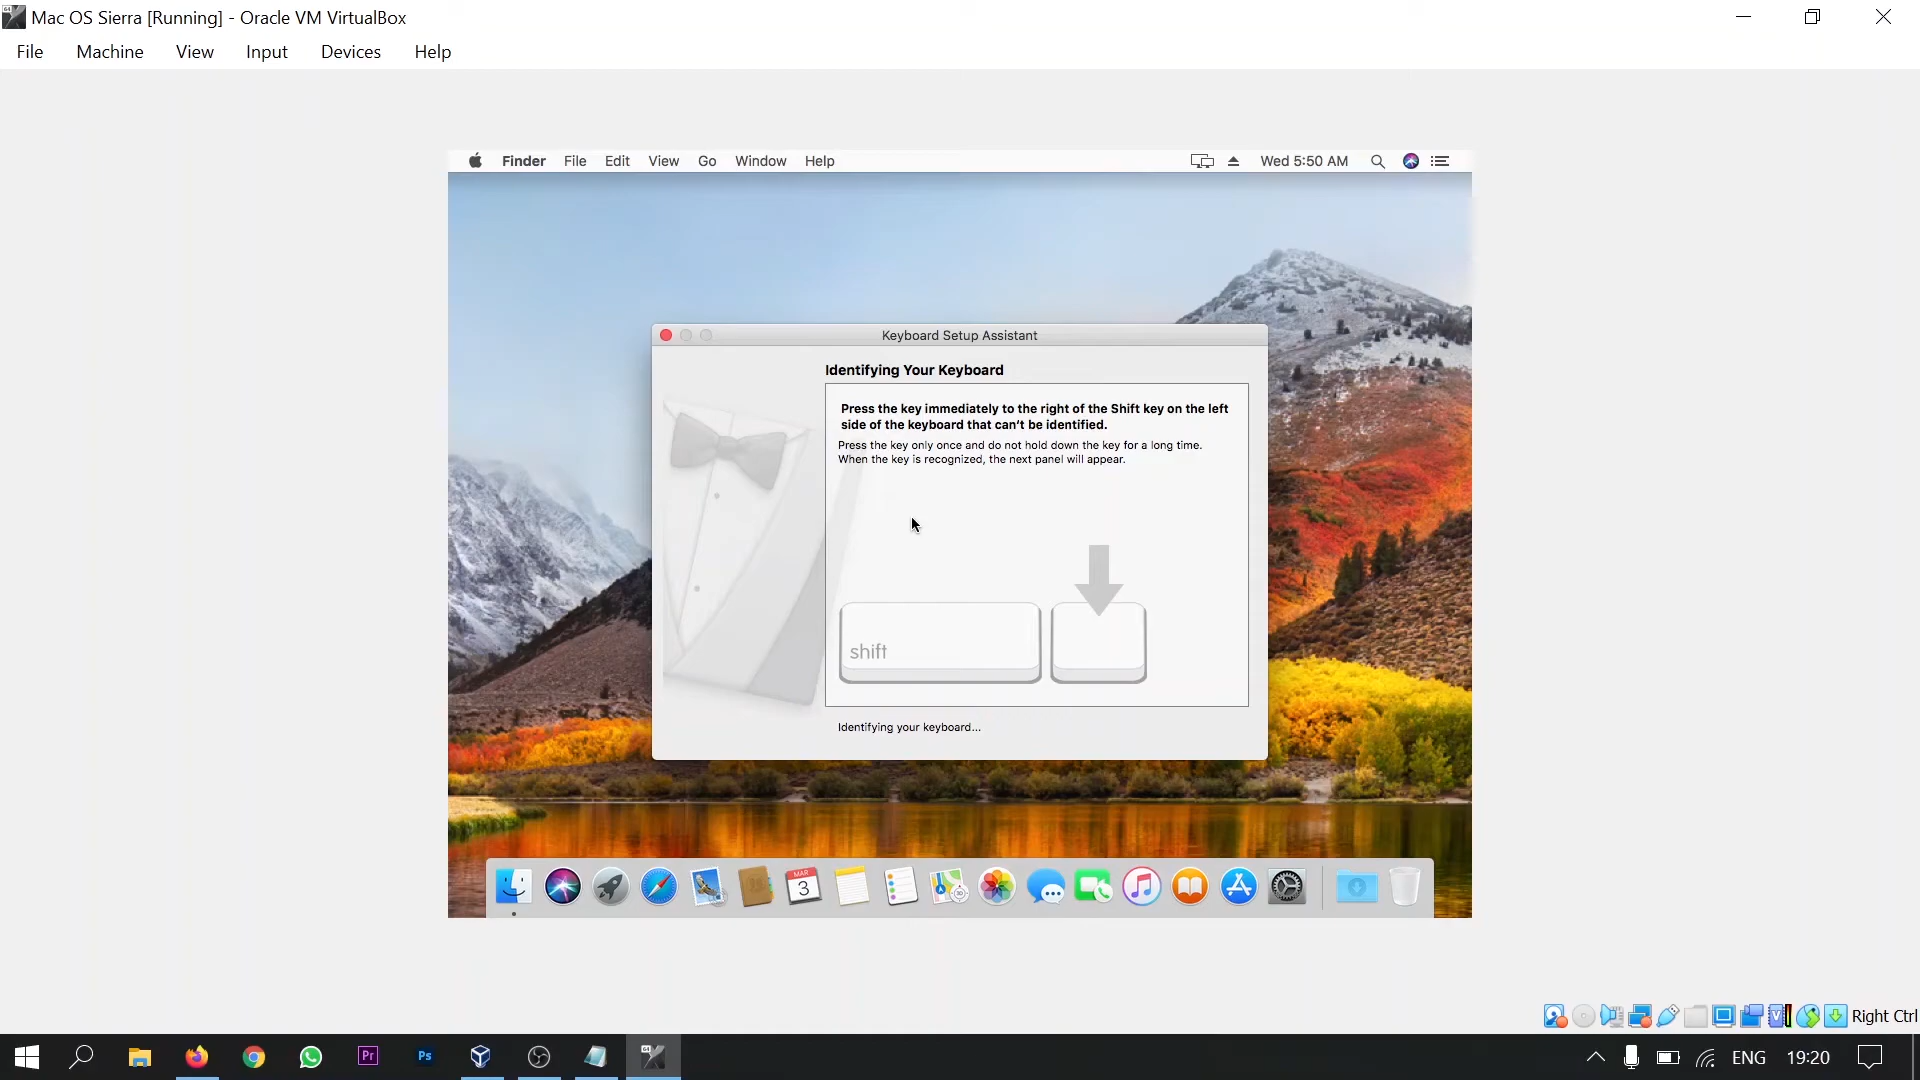 Mac OS Sierra [Running] - Oracle VM VirtualBox
File Machine View Input Devices Help
Finder File Edit View Go Window Help
Wed 5:50 AM
Keyboard Setup Assistant
Identifying Your Keyboard
Press the key immediately to the right of the Shift key on the left
side of the keyboard that can't be identified.
Press the key only once and do not hold down the key for a long time.
When the key is recognized, the next panel will appear.
shift
Identifying your keyboard...
MAR
3
Right Ctrl
Pr
Ps
ENG
19:20